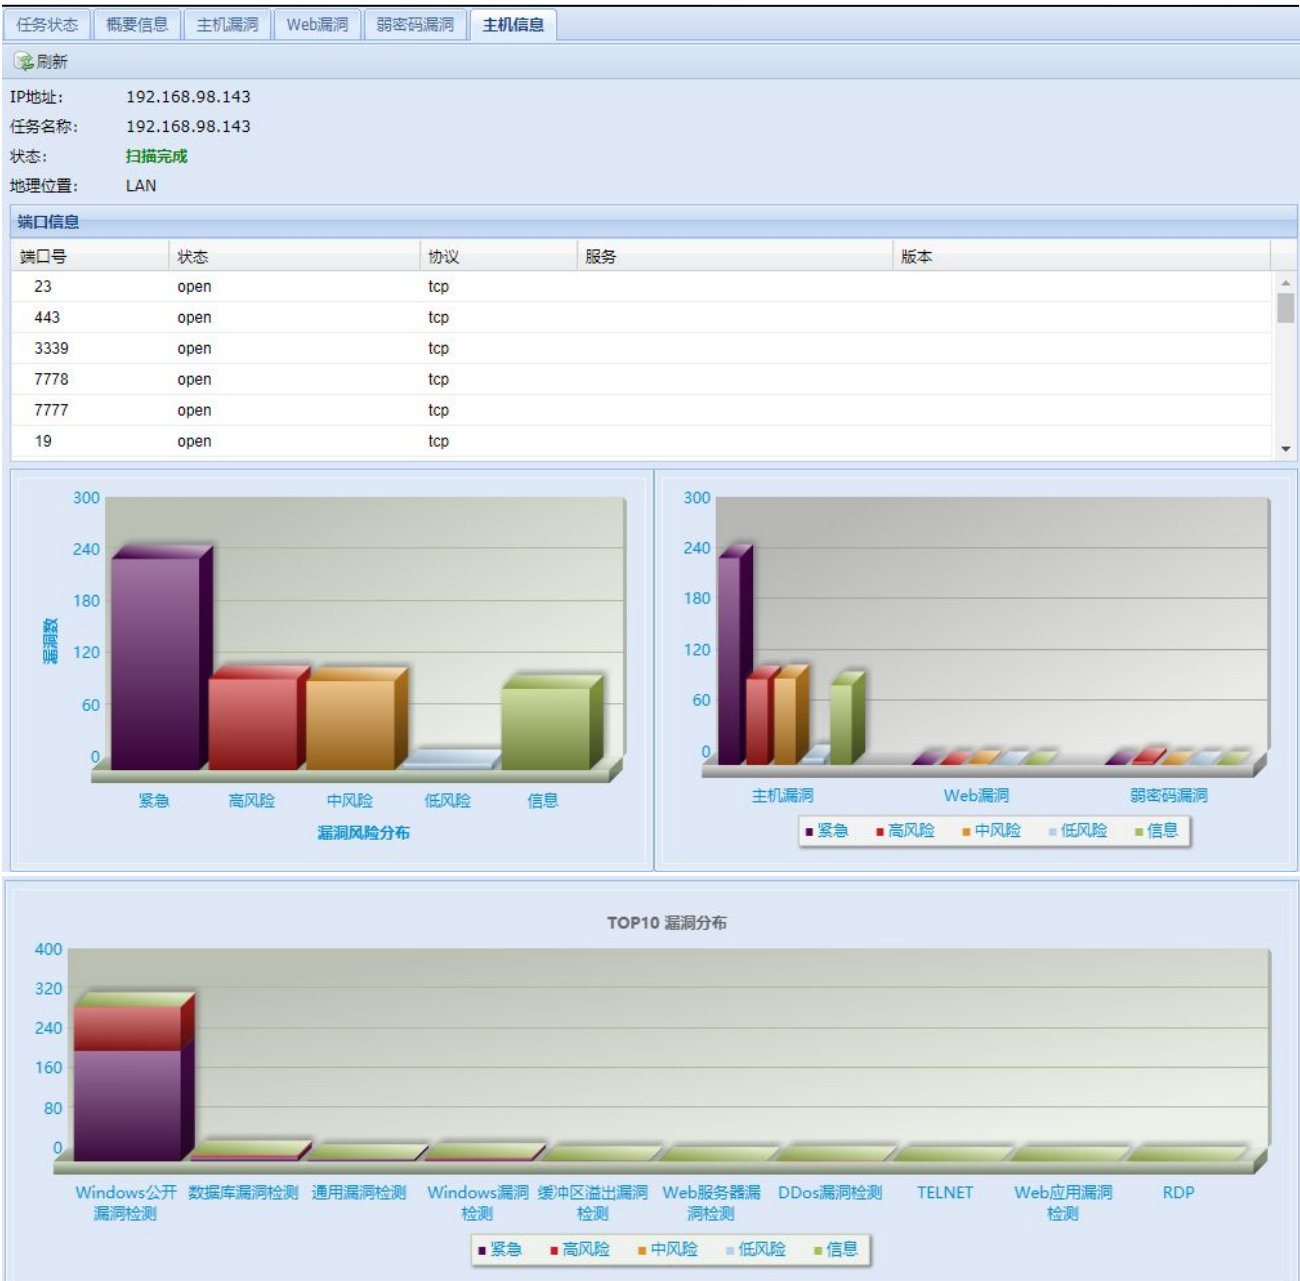 任务状态 概要信息 主机漏洞 Web漏洞 弱密码漏洞 主机信息
刷新
IP地址: 192.168.98.143
任务名称: 192.168.98.143
状态: 扫描完成
地理位置: LAN
端口信息
端口号 状态 协议 服务 版本
23 open tcp
443 open tcp
3339 open tcp
7778 open tcp
7777 open tcp
19 open tcp
300
240
180
120
60
0
漏洞数
紧急 高风险 中风险 低风险 信息
漏洞风险分布
300
240
180
120
60
0
主机漏洞 Web漏洞 弱密码漏洞
紧急 高风险 中风险 低风险 信息
TOP10 漏洞分布
400
320
240
160
80
0
Windows公开漏洞检测 数据库漏洞检测 通用漏洞检测 Windows漏洞检测 缓冲区溢出漏洞检测 Web服务器漏洞检测 DDos漏洞检测 TELNET Web应用漏洞检测 RDP
紧急 高风险 中风险 低风险 信息